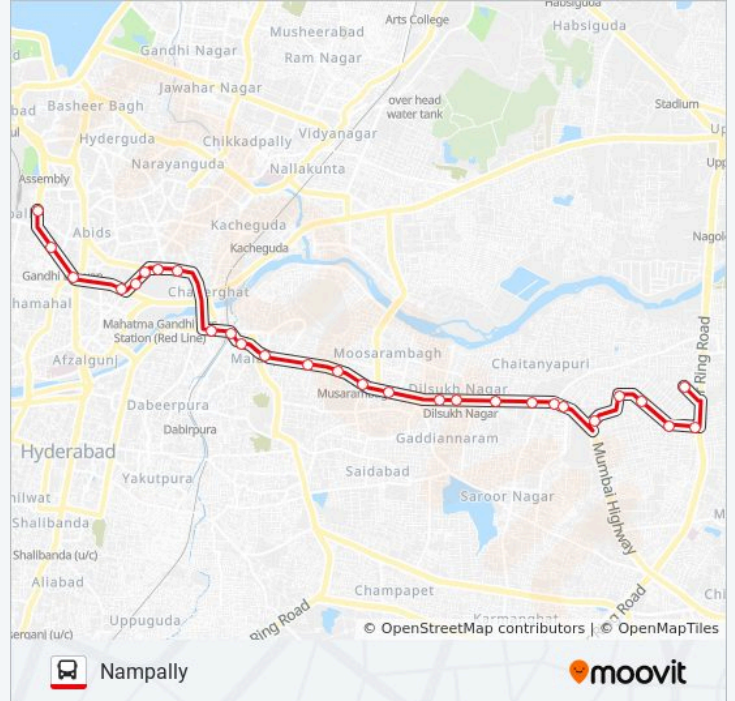 Habsiguda
Arts College
Musheerabad
Habsiguda
Gandhi Nagar
Ram Nagar
Jawahar Nagar
over head
water tank
Basheer Bagh
Stadium
Vidyanagar
Hyderguda
Chikkadpally
Narayanguda
Nallakunta
Assembly
Kacheguda
Abids
Nagol
Kacheguda
Gandhi
Chaderghat
Mahatma Gandhi
Station (Red Line)
Moosarambagh
Chaitanyapuri
Ring Road
Afzalgunj
Dilsukh Nagar
Dabeerpura
Dilsukh Nagar
Dabirpura
Gaddiannaram
Hyderabad
Saidabad
Yakutpura
Mumbai Highway
Saroor Nagar
Shalibanda
Shalibanda (u/c)
Aliabad
Champapet
Uppuguda
Ring Road
Karmanghat
Road
© OpenStreetMap contributors | © OpenMapTiles
Nampally
moovit